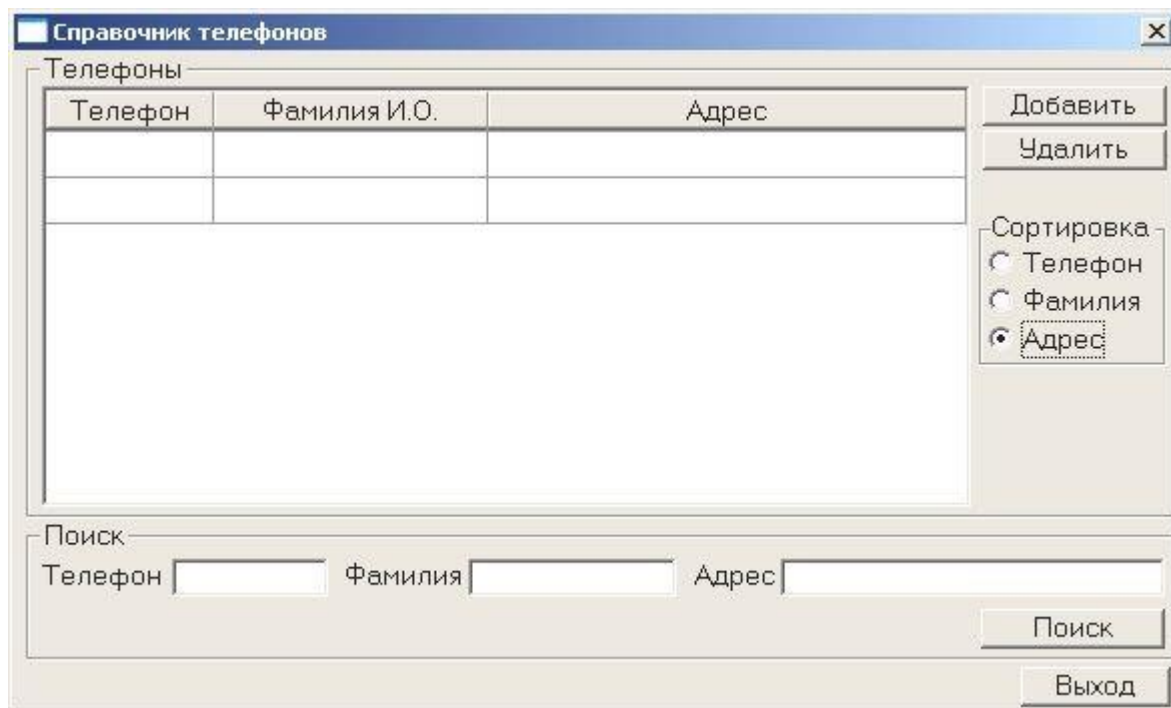 Справочник телефонов
Телефоны
Телефон Фамилия И.О. Адрес
Добавить
Удалить
Сортировка
Телефон
Фамилия
Адрес
Поиск
Телефон Фамилия Адрес
Поиск
Выход